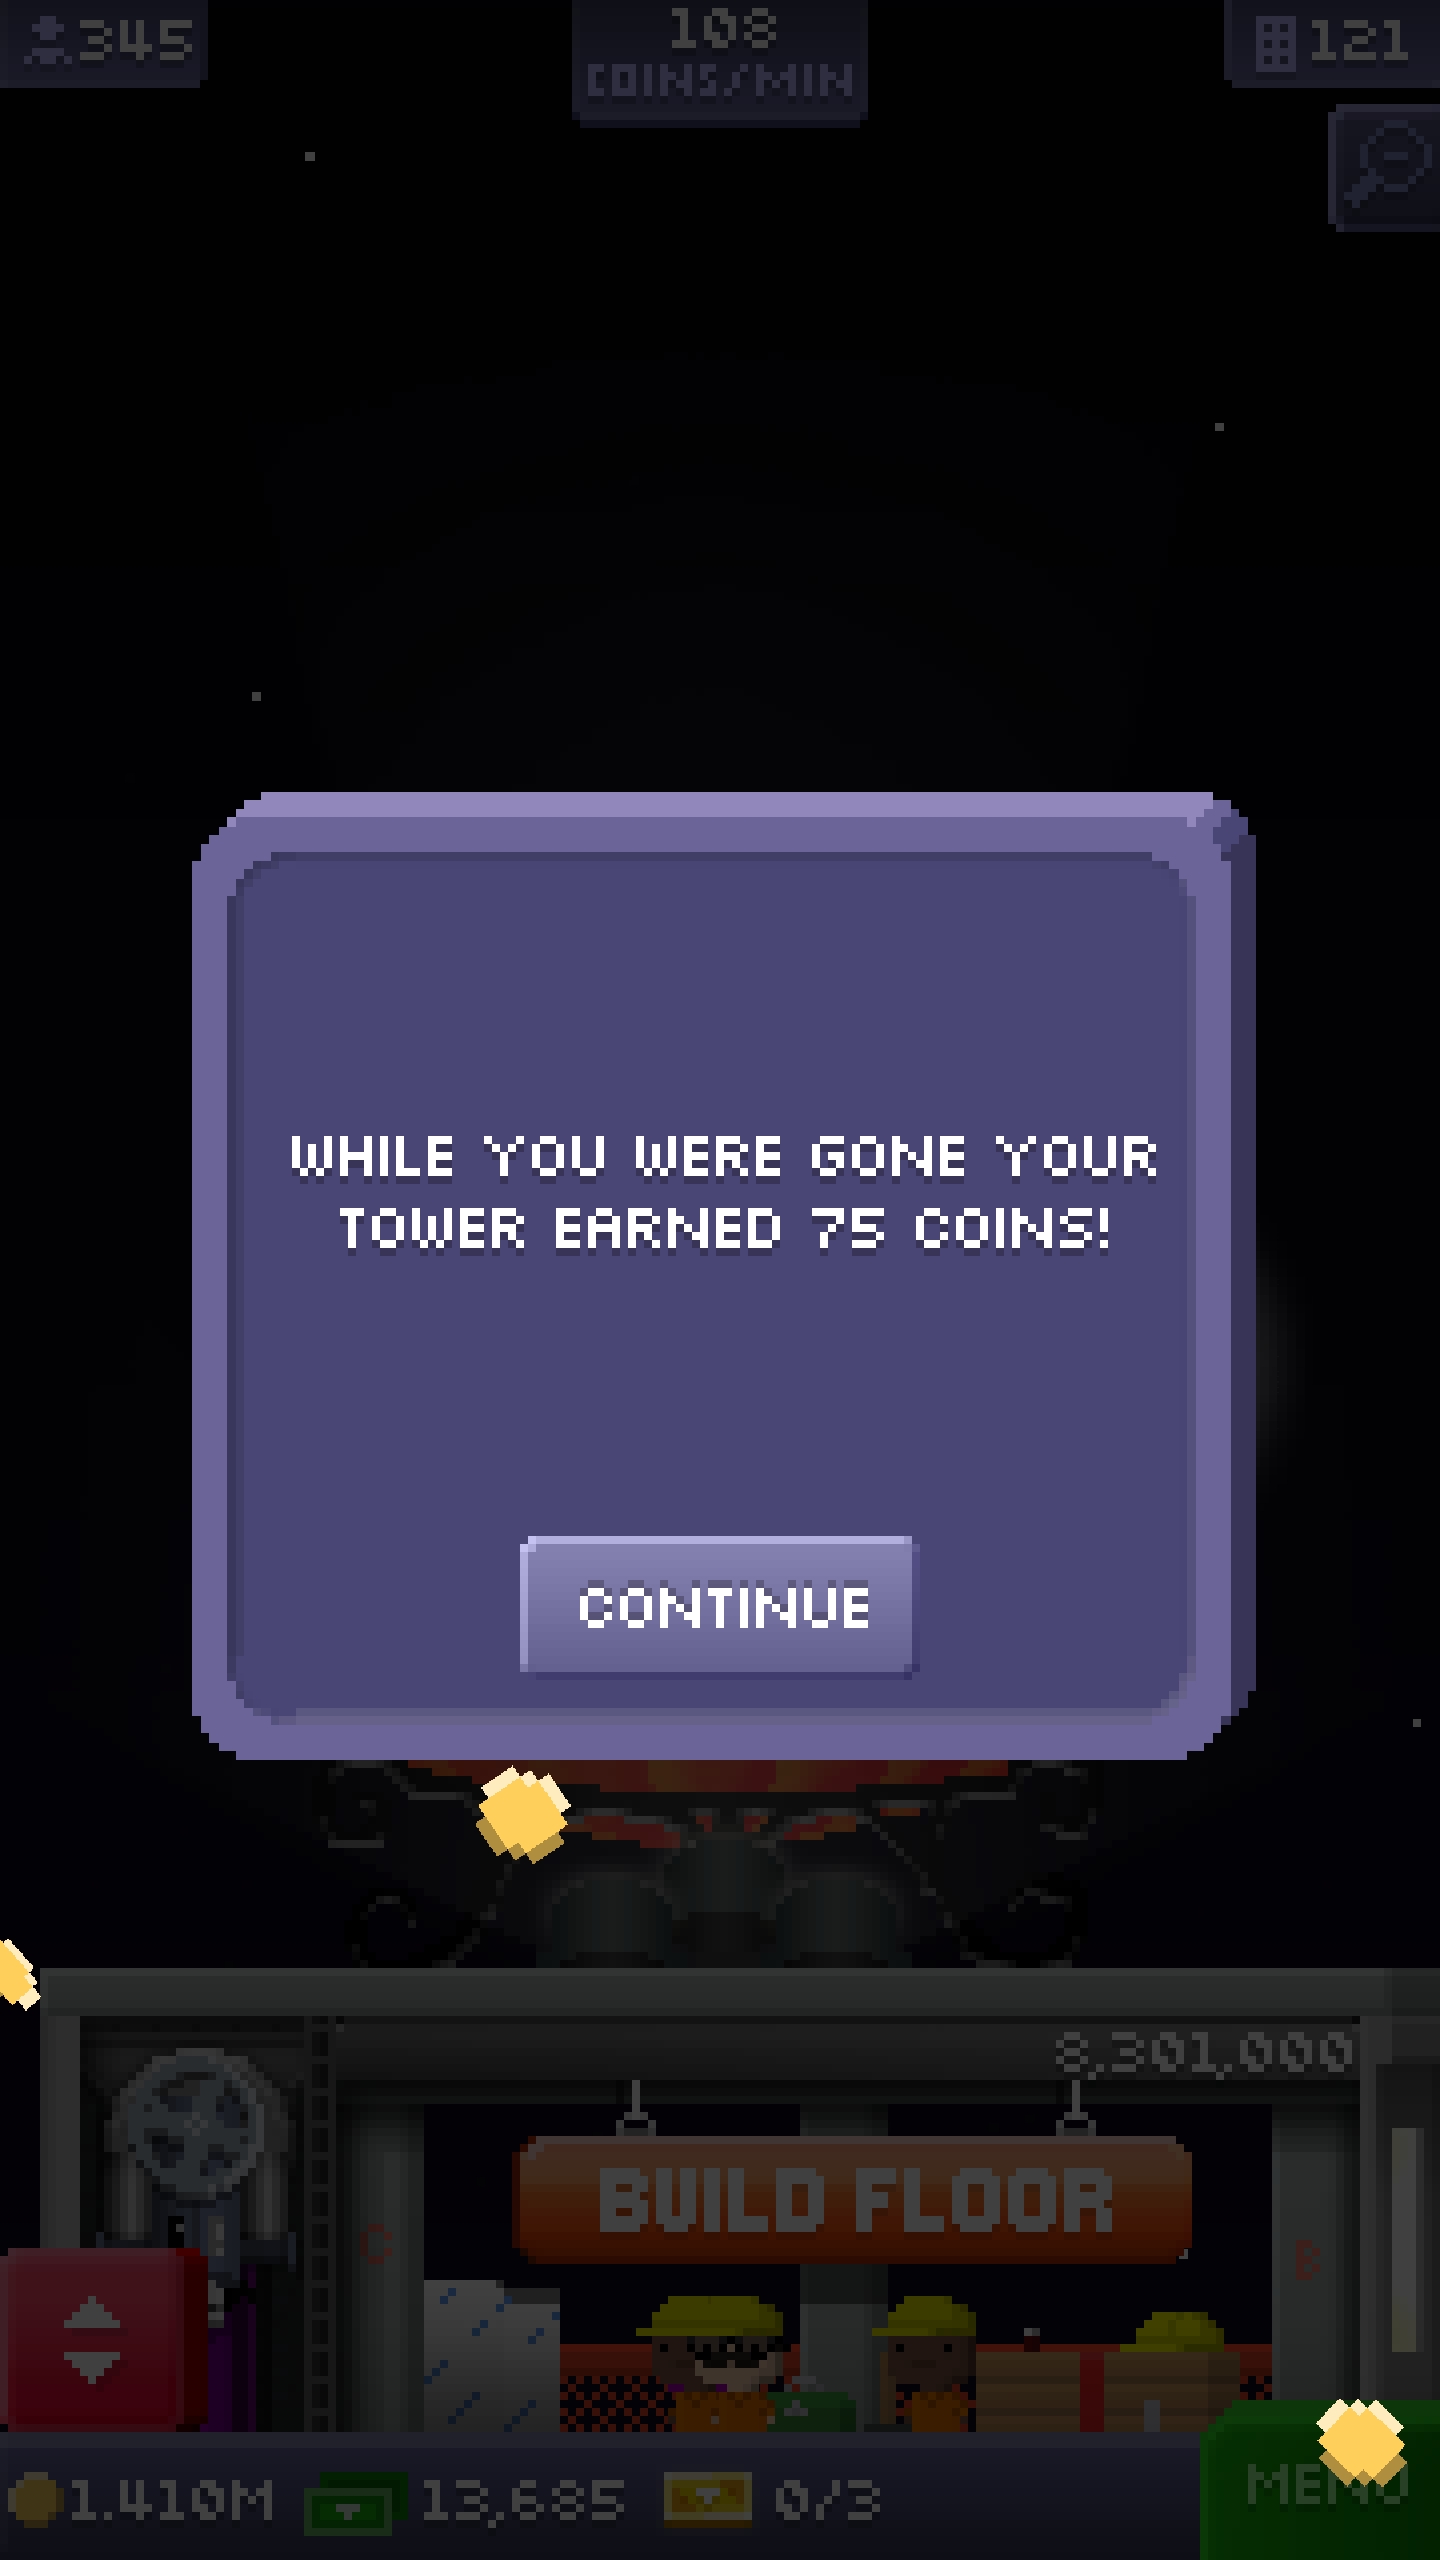 345
108
COINS/MIN
121
WHILE YOU WERE GONE YOUR
TOWER EARNED 75 COINS!
CONTINUE
8,301,000
BUILD FLOOR
C
B
1.410M
13,685
0/3
MENU